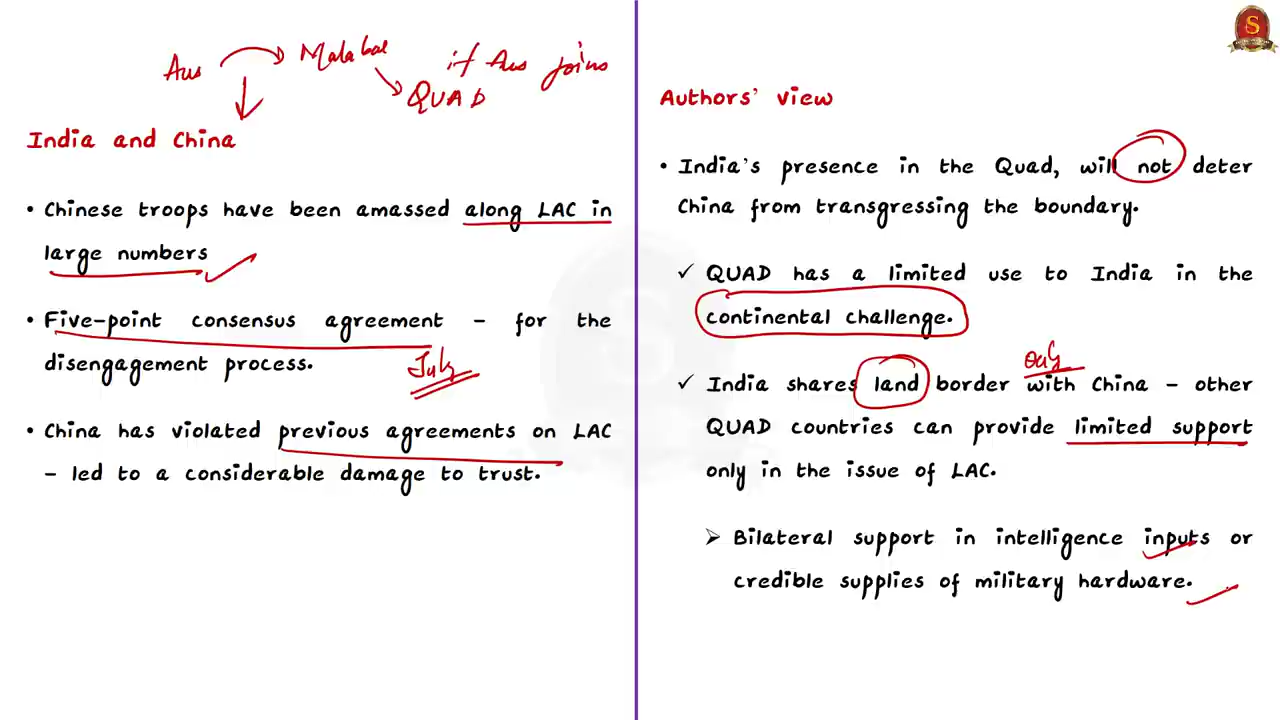 Aus → Malabar
if Aus joins
QUAD
India and China
• Chinese troops have been amassed along LAC in
large numbers
• Five-point consensus agreement – for the
disengagement process.
July
• China has violated previous agreements on LAC
– led to a considerable damage to trust.
S
Authors' view
• India's presence in the Quad, will not deter
China from transgressing the boundary.
✓ QUAD has a limited use to India in the
continental challenge.
only
✓ India shares land border with China – other
QUAD countries can provide limited support
only in the issue of LAC.
➢ Bilateral support in intelligence inputs or
credible supplies of military hardware.